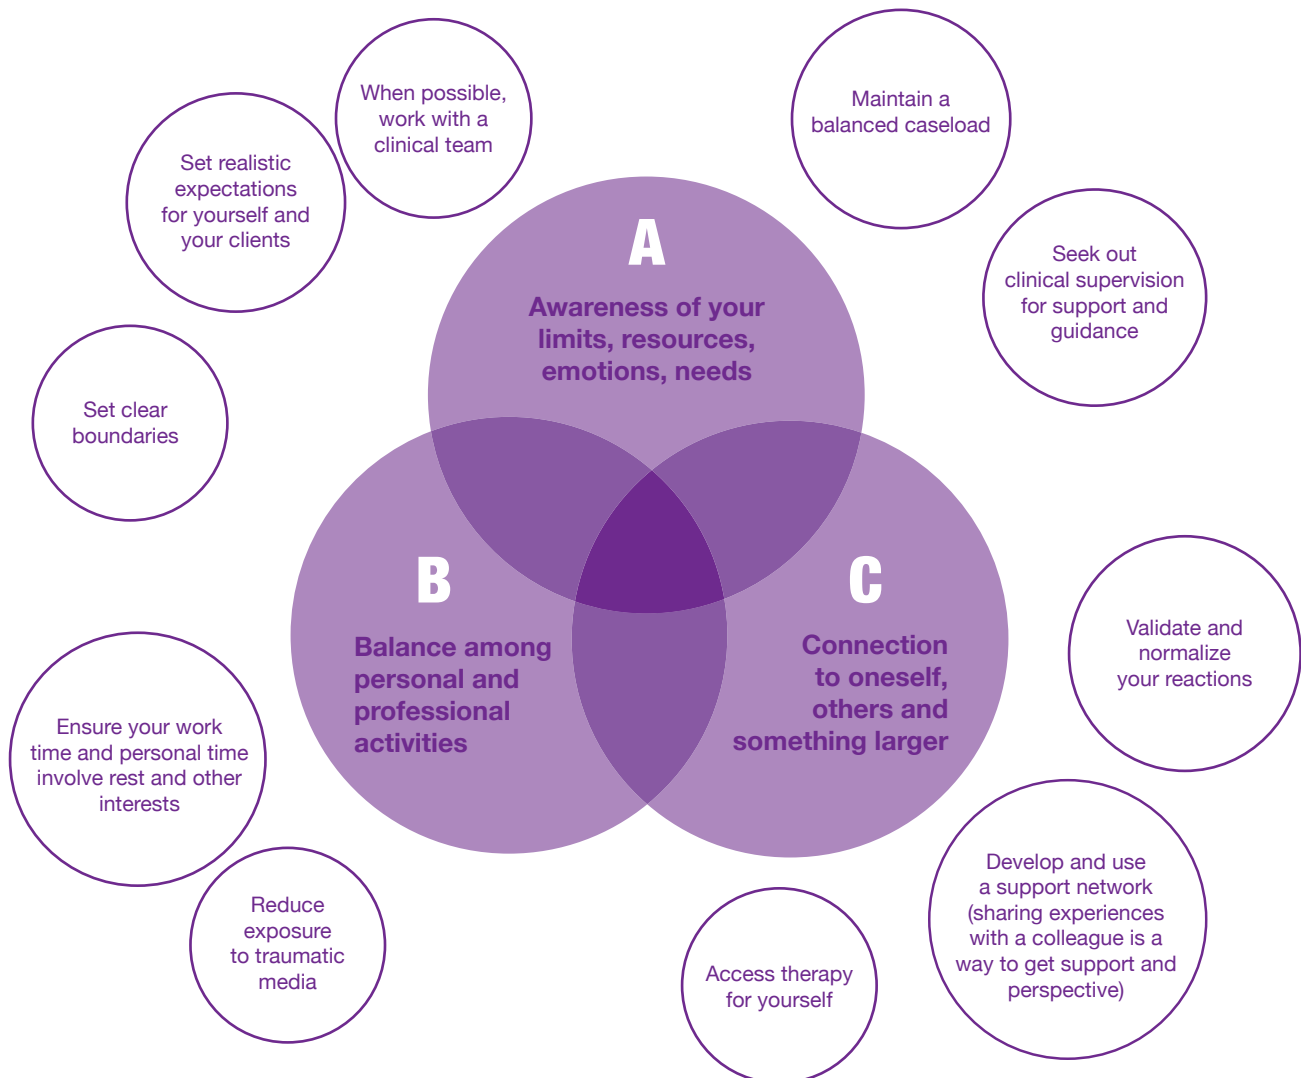 When possible,
work with a
clinical team
Maintain a
balanced caseload
Set realistic
expectations
for yourself and
your clients
A
Awareness of your
limits, resources,
emotions, needs
Seek out
clinical supervision
for support and
guidance
Set clear
boundaries
B
Balance among
personal and
professional
activities
C
Connection
to oneself,
others and
something larger
Validate and
normalize
your reactions
Ensure your work
time and personal time
involve rest and other
interests
Reduce
exposure
to traumatic
media
Access therapy
for yourself
Develop and use
a support network
(sharing experiences
with a colleague is a
way to get support and
perspective)